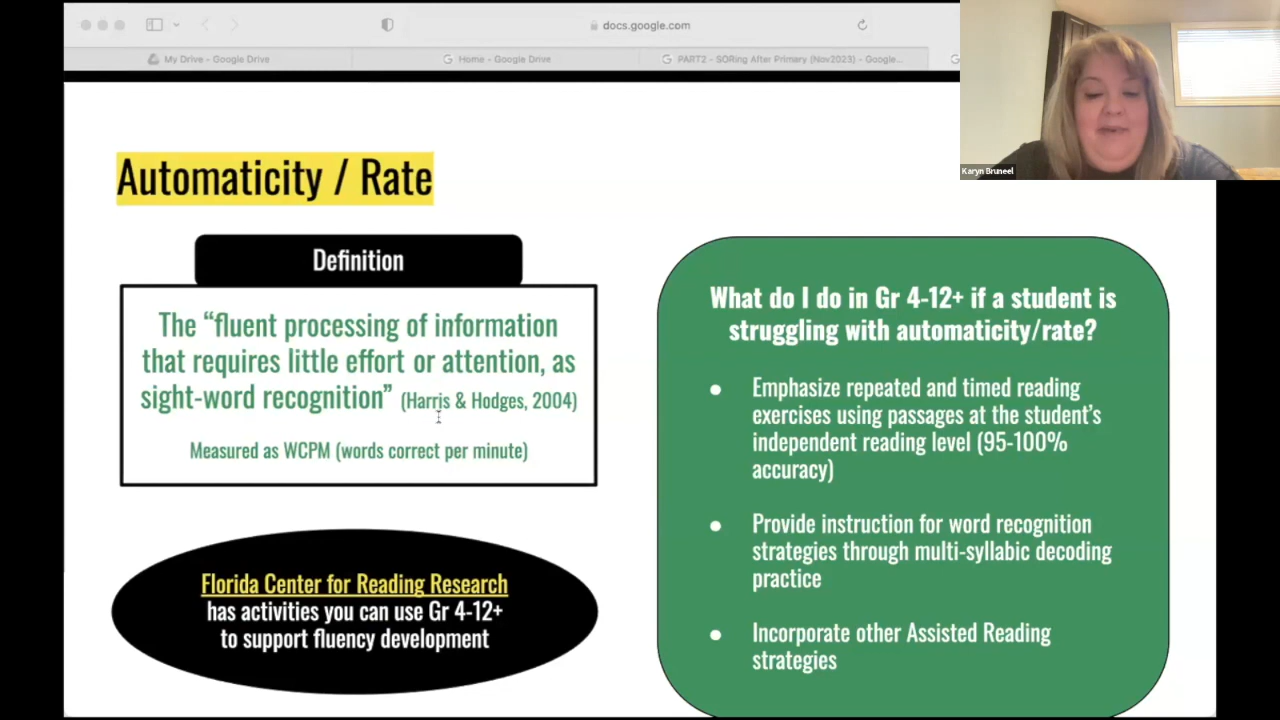 docs.google.com
My Drive – Google Drive
Home – Google Drive
PART2 - SORing After Primary (Nov2023) - Google...
Karyn Bruneel
Automaticity / Rate
Definition
The “fluent processing of information
that requires little effort or attention, as
sight-word recognition” (Harris & Hodges, 2004)
Measured as WCPM (words correct per minute)
Florida Center for Reading Research
has activities you can use Gr 4-12+
to support fluency development
What do I do in Gr 4-12+ if a student is
struggling with automaticity/rate?
● Emphasize repeated and timed reading
exercises using passages at the student’s
independent reading level (95-100%
accuracy)
● Provide instruction for word recognition
strategies through multi-syllabic decoding
practice
● Incorporate other Assisted Reading
strategies